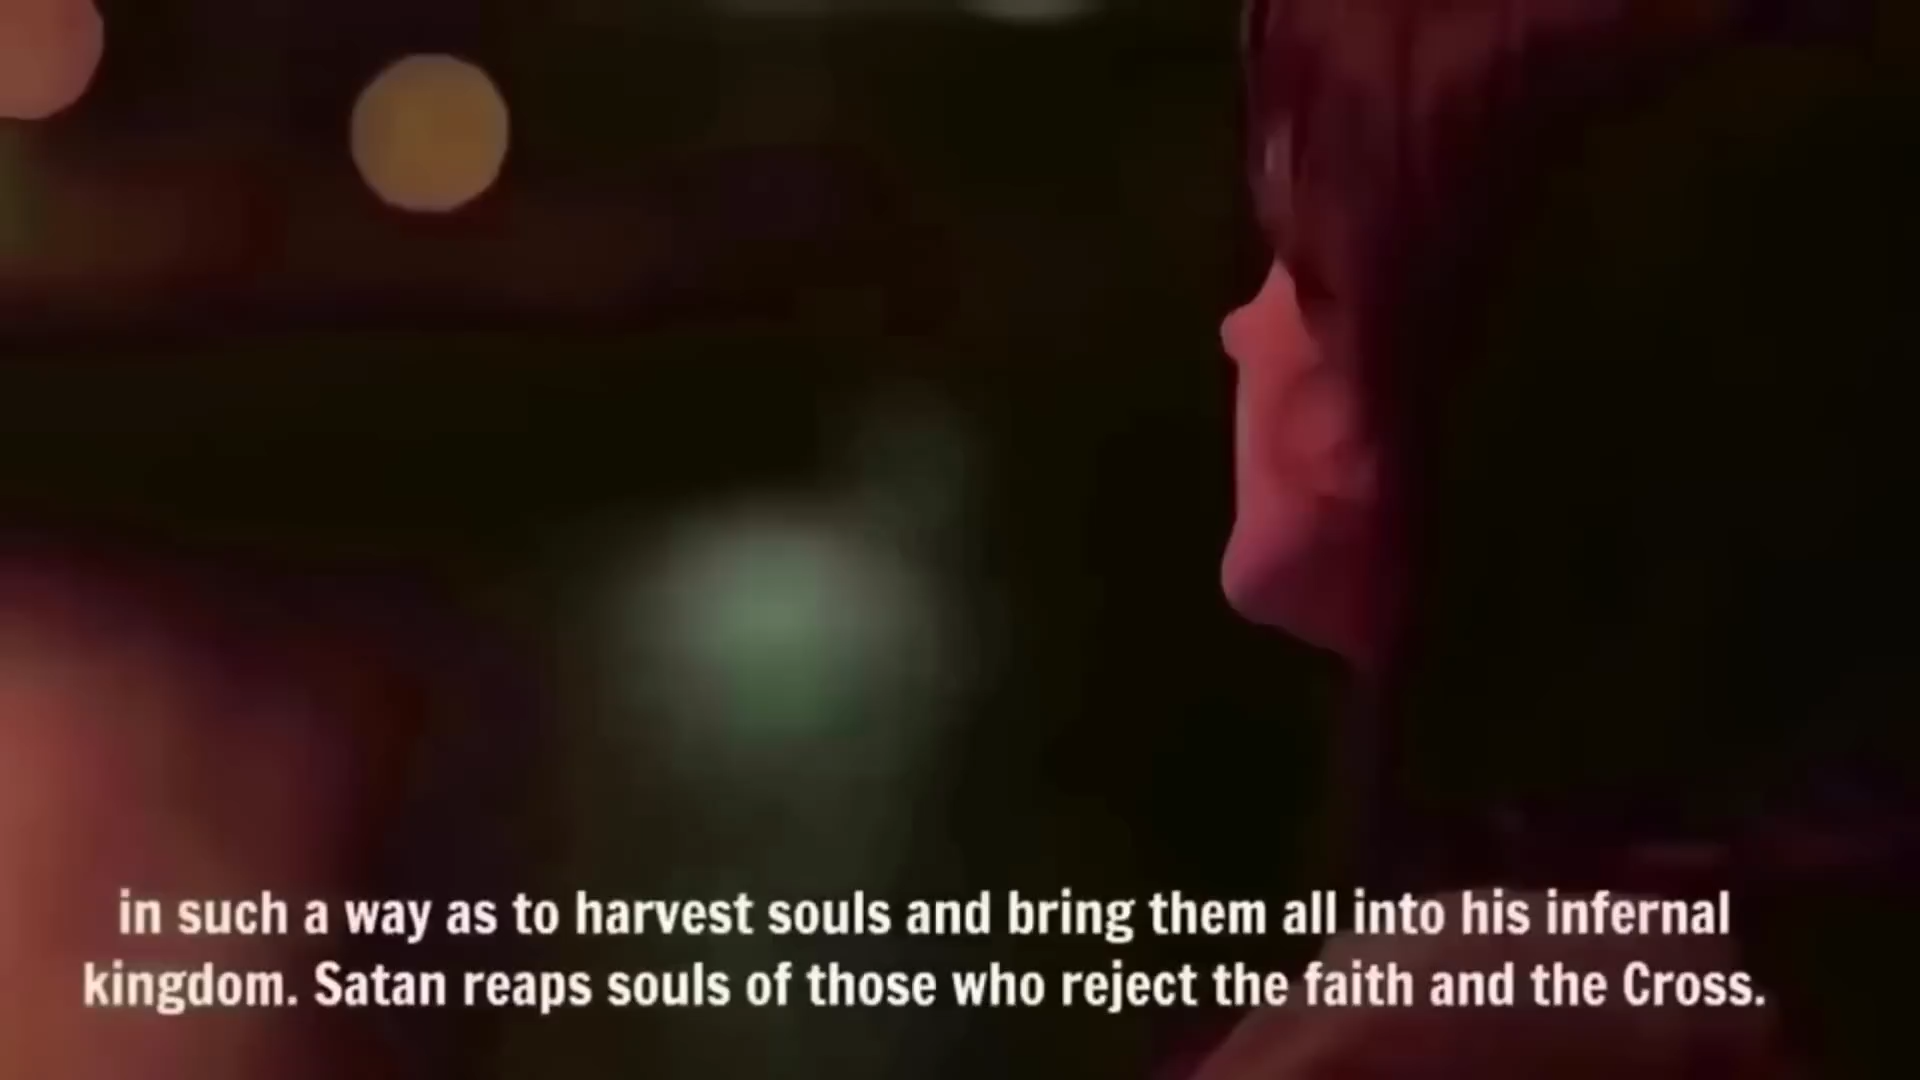 in such a way as to harvest souls and bring them all into his infernal
kingdom. Satan reaps souls of those who reject the faith and the Cross.